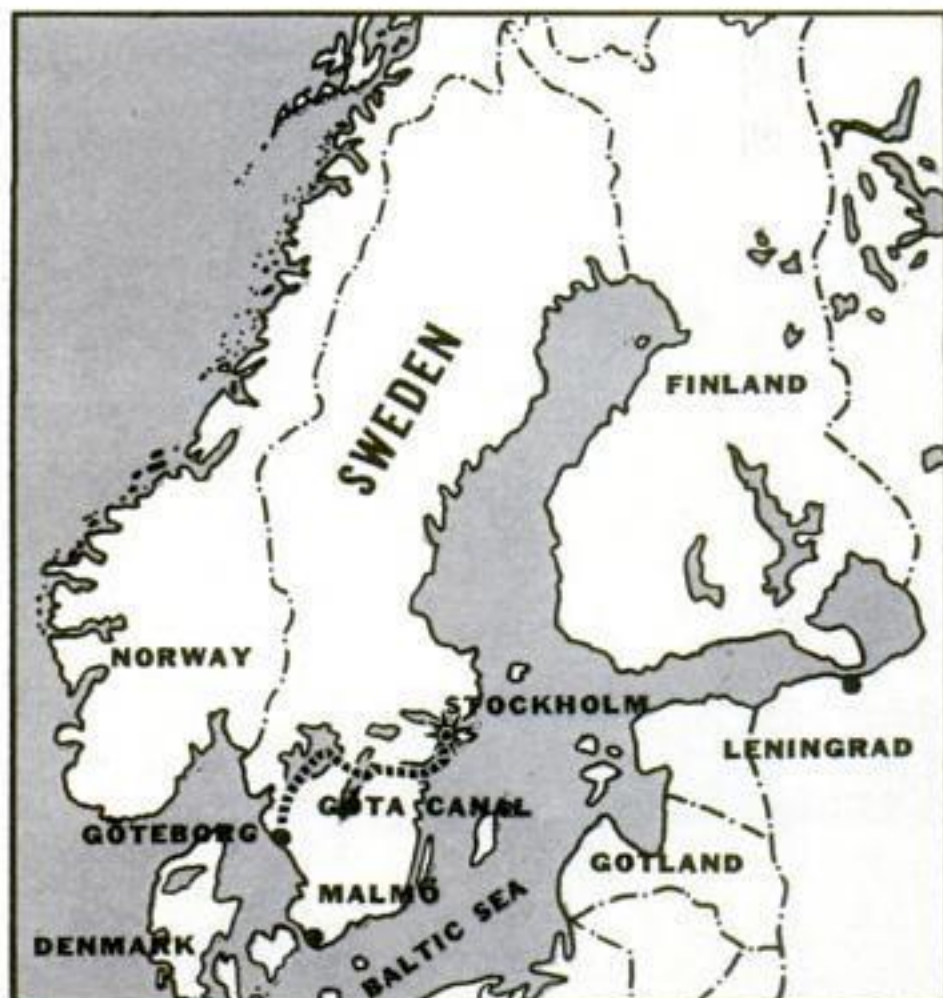 SWEDEN
FINLAND
NORWAY
STOCKHOLM
LENINGRAD
GÖTA CANAL
GÖTEBORG
GOTLAND
MALMÖ
DENMARK
BALTIC SEA